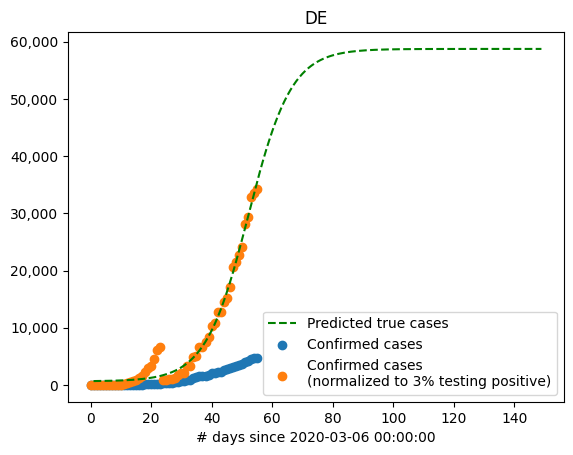 DE
60,000
50,000
40,000
30,000
20,000
10,000
0
Predicted true cases
Confirmed cases
Confirmed cases
(normalized to 3% testing positive)
0 20 40 60 80 100 120 140
# days since 2020-03-06 00:00:00